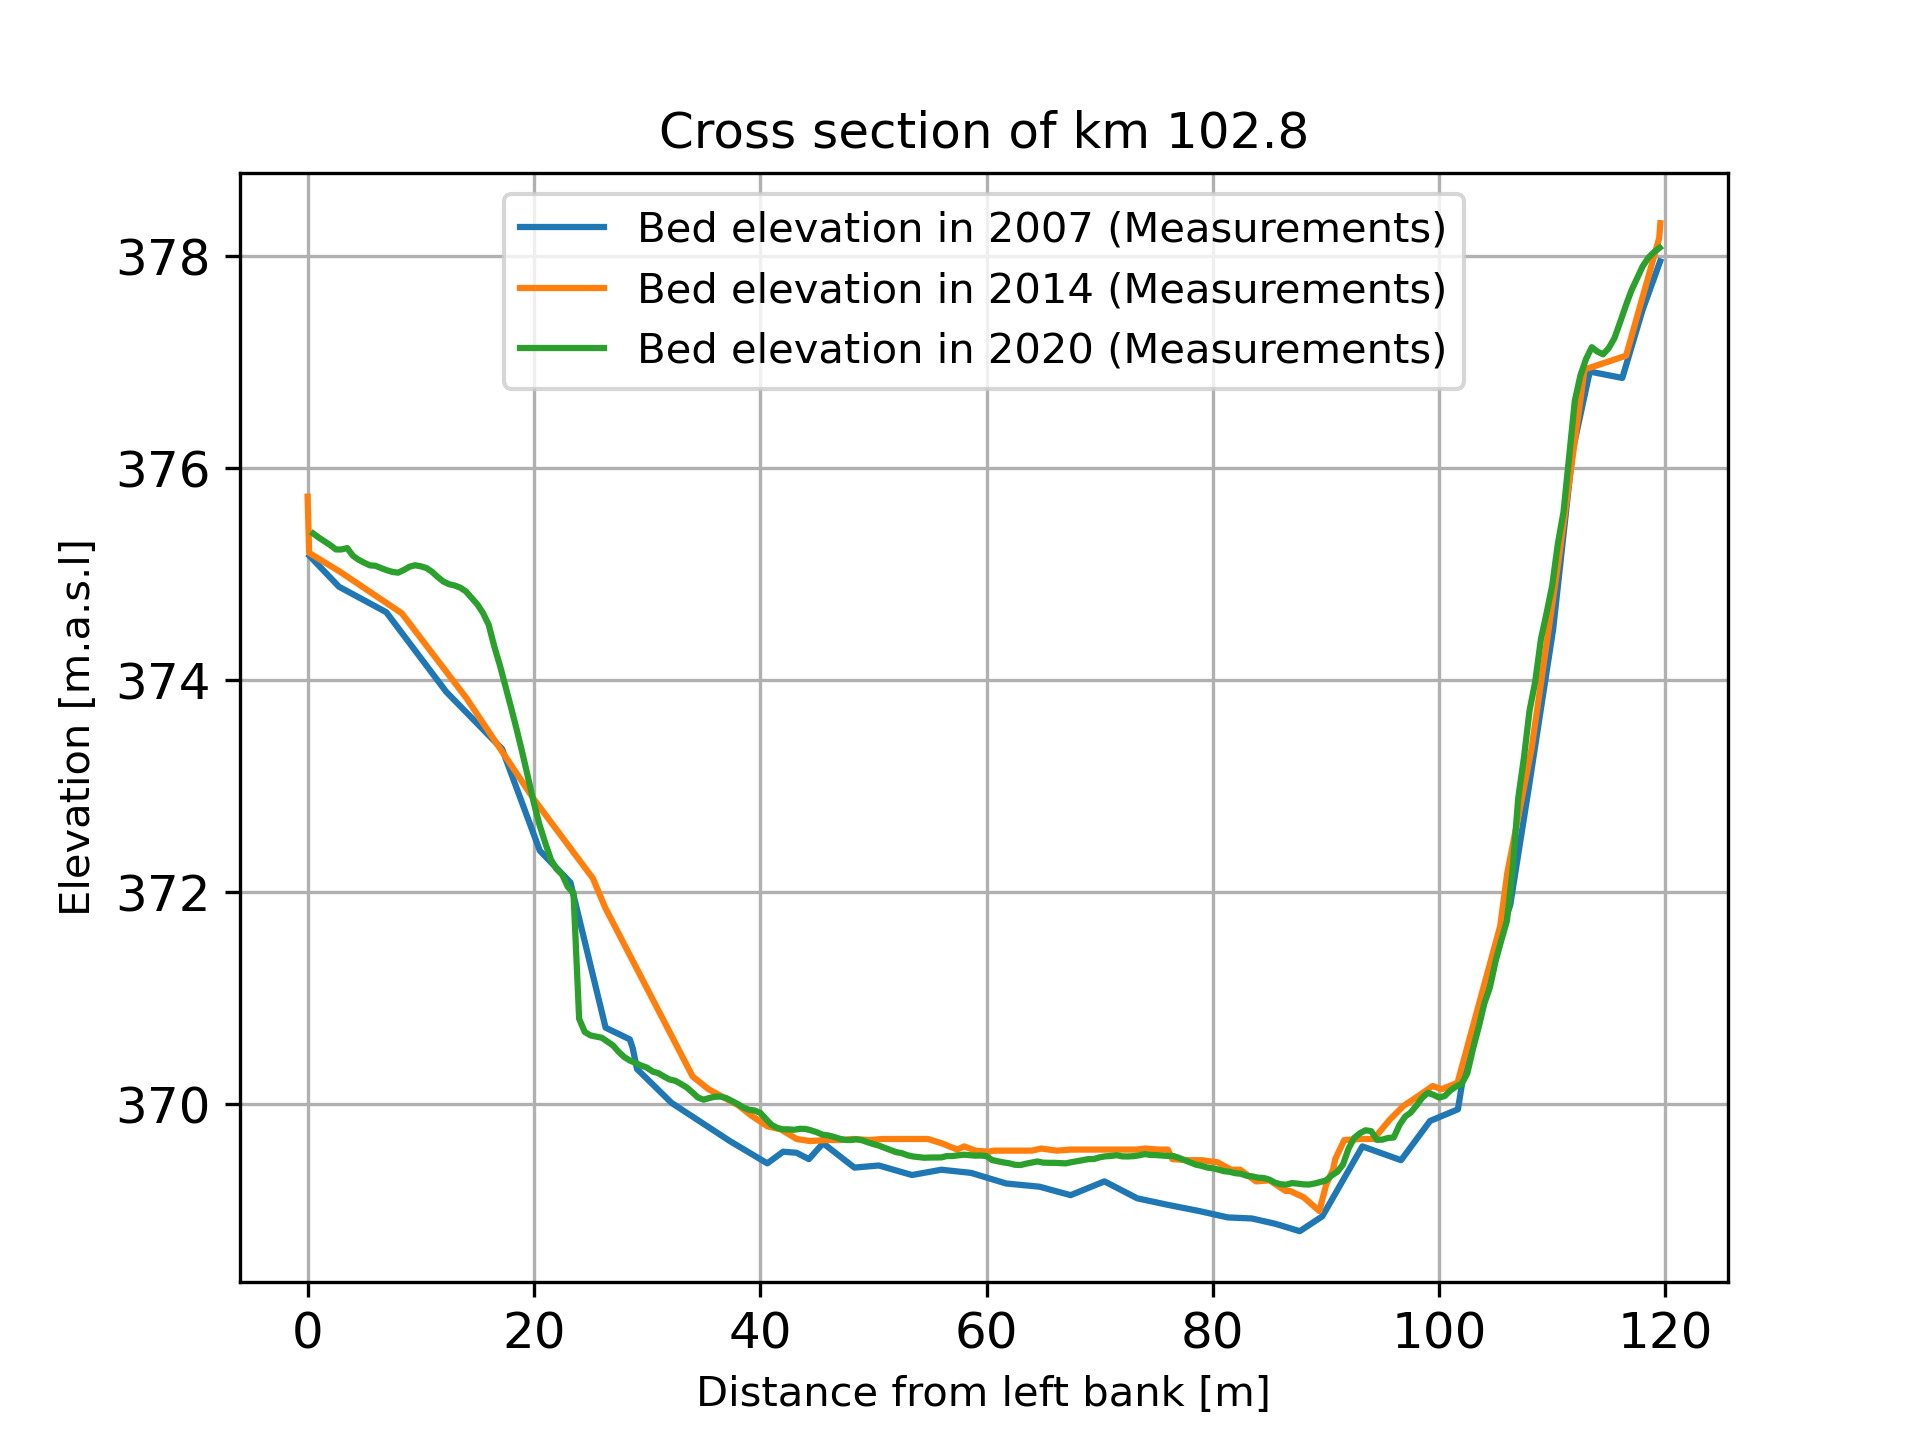 Cross section of km 102.8
Bed elevation in 2007 (Measurements)
Bed elevation in 2014 (Measurements)
Bed elevation in 2020 (Measurements)
Elevation [m.a.s.l]
378
376
374
372
370
0 20 40 60 80 100 120
Distance from left bank [m]